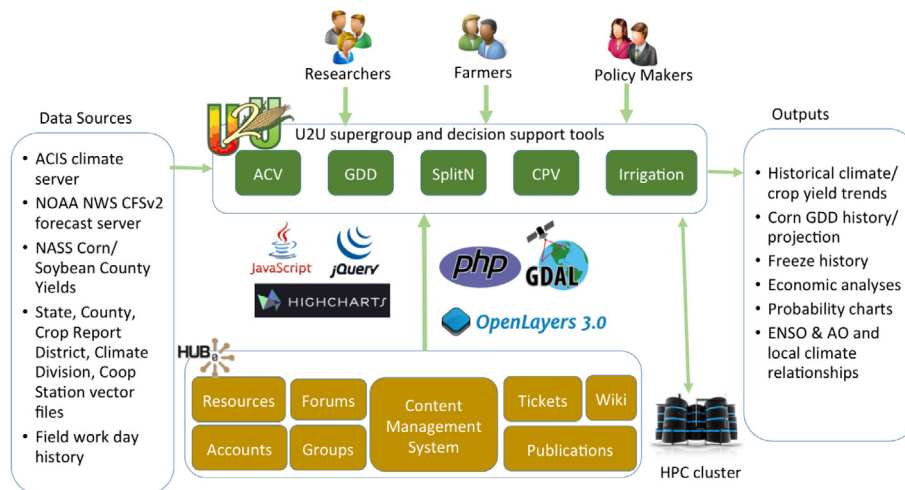 Researchers
Farmers
Policy Makers
Data Sources
• ACIS climate
server
• NOAA NWS CFSv2
forecast server
• NASS Corn/
Soybean County
Yields
• State, County,
Crop Report
District, Climate
Division, Coop
Station vector
files
• Field work day
history
U2U
U2U supergroup and decision support tools
ACV
GDD
SplitN
CPV
Irrigation
JAVASCRIPT
jQuery
HIGHCHARTS
php
GDAL
OpenLayers 3.0
HUB0
Resources
Forums
Accounts
Groups
Content
Management
System
Tickets
Wiki
Publications
HPC cluster
Outputs
• Historical climate/
crop yield trends
• Corn GDD history/
projection
• Freeze history
• Economic analyses
• Probability charts
• ENSO & AO and
local climate
relationships